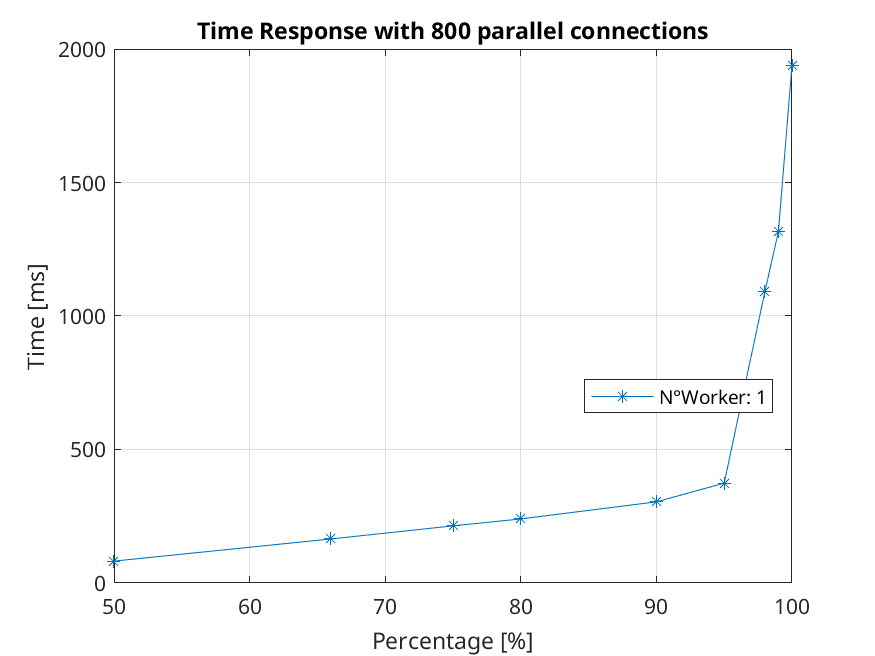 Time Response with 800 parallel connections
2000
1500
1000
500
0
Time [ms]
N°Worker: 1
50 60 70 80 90 100
Percentage [%]